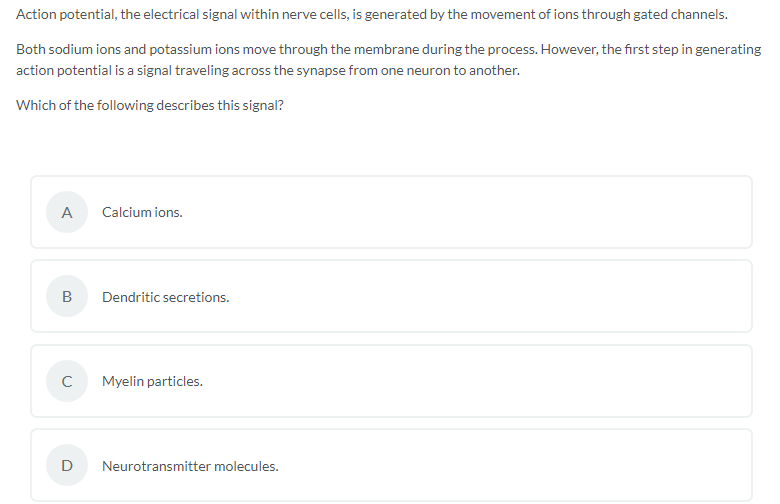 Action potential, the electrical signal within nerve cells, is generated by the movement of ions through gated channels.
Both sodium ions and potassium ions move through the membrane during the process. However, the first step in generating
action potential is a signal traveling across the synapse from one neuron to another.
Which of the following describes this signal?
A Calcium ions.
B Dendritic secretions.
C Myelin particles.
D Neurotransmitter molecules.